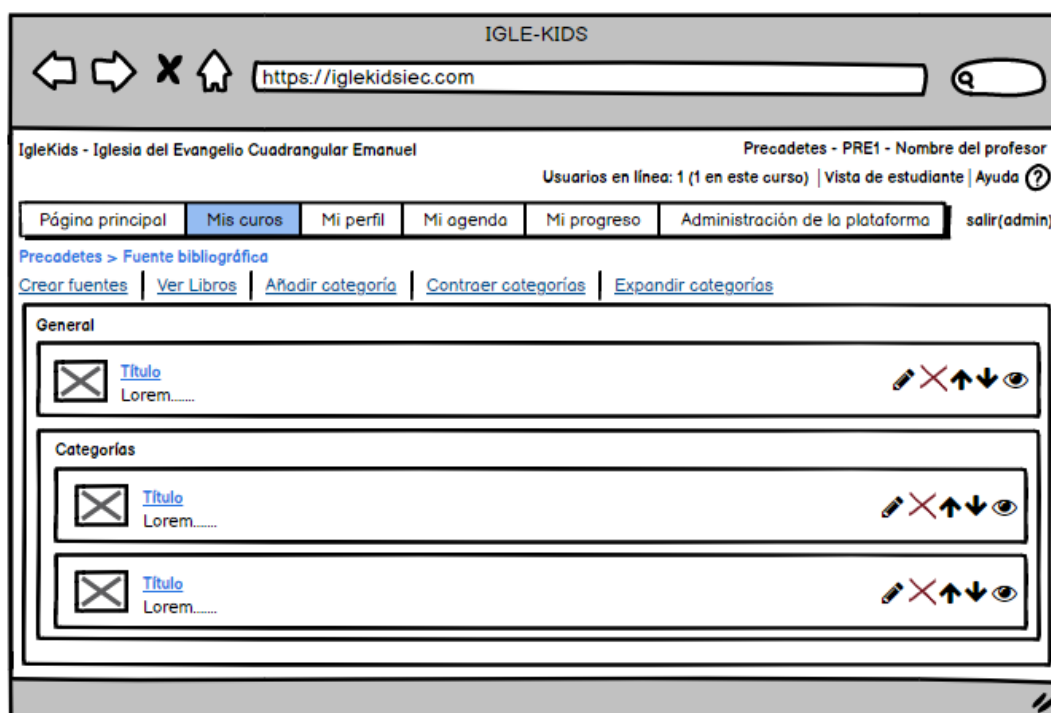 IGLE-KIDS
https://iglekidsiec.com
IgleKids - Iglesia del Evangelio Cuadrangular Emanuel
Precadetes - PRE1 - Nombre del profesor
Usuarios en línea: 1 (1 en este curso) | Vista de estudiante | Ayuda ?
Página principal Mis curos Mi perfil Mi agenda Mi progreso Administración de la plataforma salir(admin)
Precadetes > Fuente bibliográfica
Crear fuentes | Ver Libros | Añadir categoría | Contraer categorías | Expandir categorías
General
Título
Lorem.......
Categorías
Título
Lorem.......
Título
Lorem.......